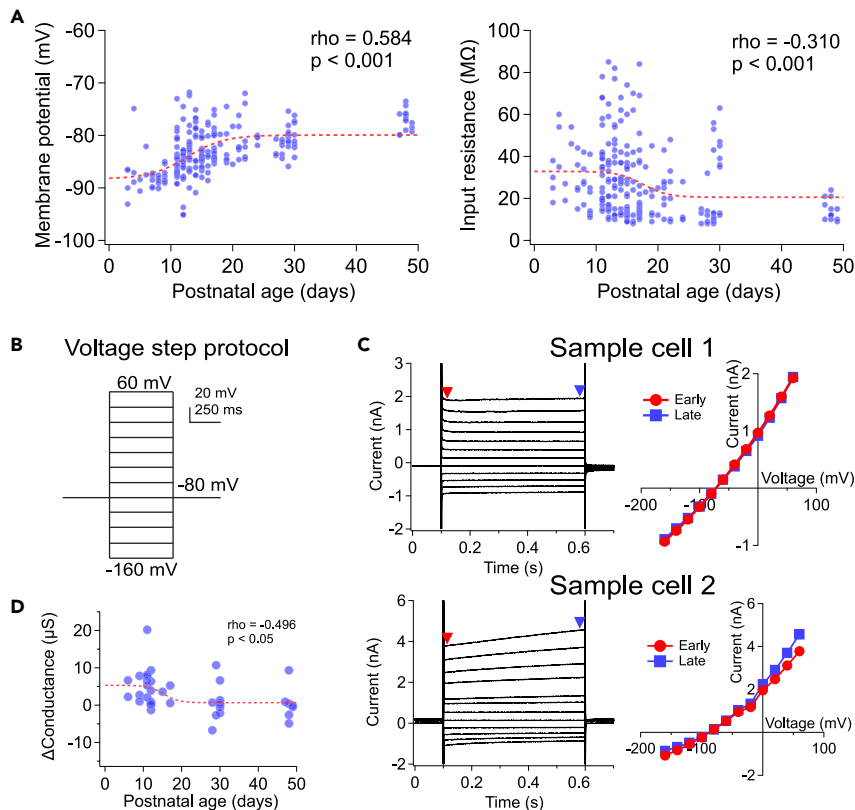 A
-60
-70
-80
-90
-100
Membrane potential (mV)
rho = 0.584
p < 0.001
0 10 20 30 40 50
Postnatal age (days)
100
80
60
40
20
0
Input resistance (MΩ)
rho = -0.310
p < 0.001
0 10 20 30 40 50
Postnatal age (days)
B
Voltage step protocol
60 mV
20 mV
250 ms
-80 mV
-160 mV
C
Sample cell 1
3
2
1
0
-1
-2
Current (nA)
0 0.2 0.4 0.6
Time (s)
Early
Late
Current (nA)
2
1
Voltage (mV)
-200 -100 100
-1
Sample cell 2
6
4
2
0
-2
Current (nA)
0 0.2 0.4 0.6
Time (s)
Early
Late
Current (nA)
6
4
2
Voltage (mV)
-200 -100 100
-2
D
20
10
0
-10
ΔConductance (µS)
rho = -0.496
p < 0.05
0 10 20 30 40 50
Postnatal age (days)